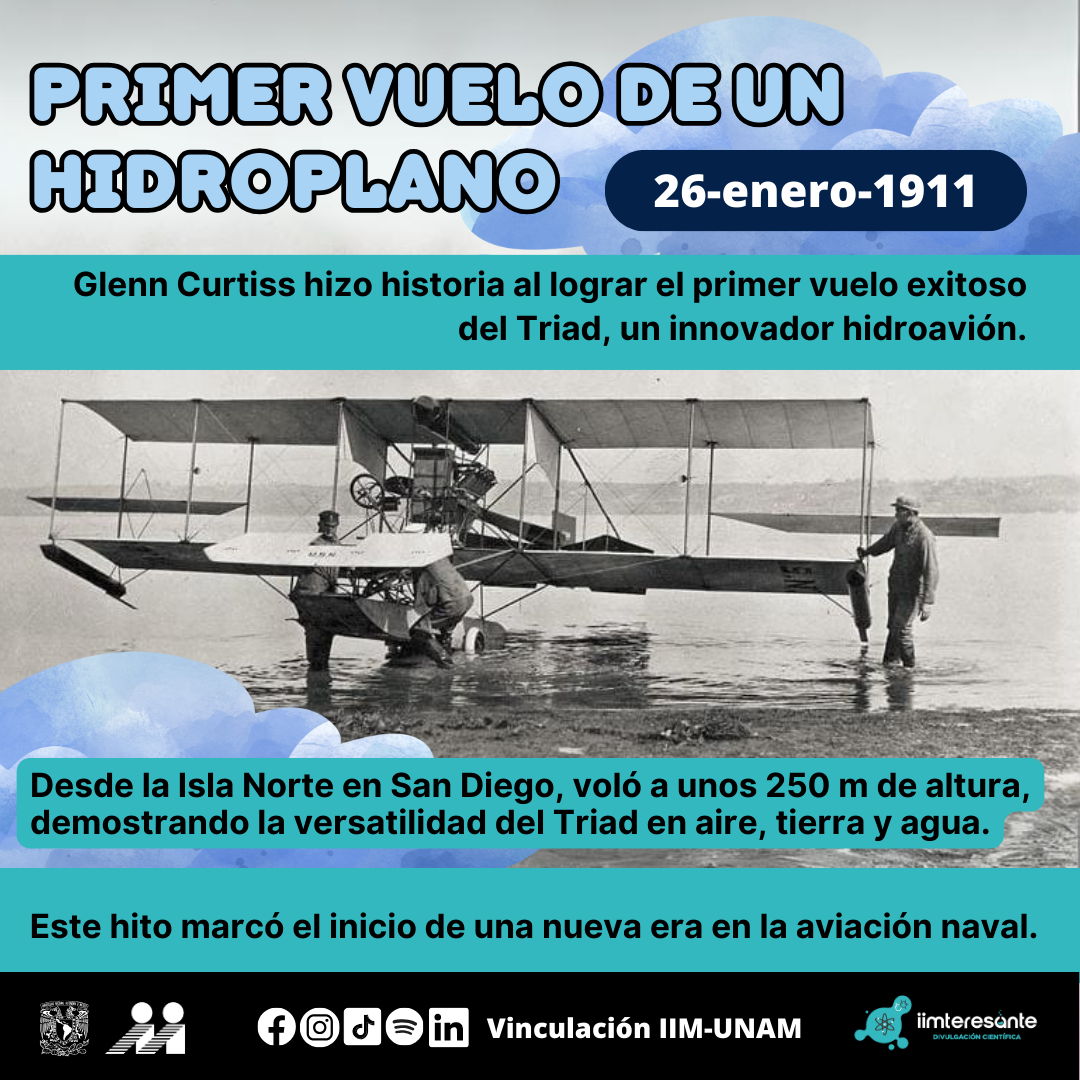 PRIMER VUELO DE UN
HIDROPLANO
26-enero-1911
Glenn Curtiss hizo historia al lograr el primer vuelo exitoso
del Triad, un innovador hidroavión.
Desde la Isla Norte en San Diego, voló a unos 250 m de altura,
demostrando la versatilidad del Triad en aire, tierra y agua.
Este hito marcó el inicio de una nueva era en la aviación naval.
Vinculación IIM-UNAM
iimteresante
DIVULGACIÓN CIENTÍFICA